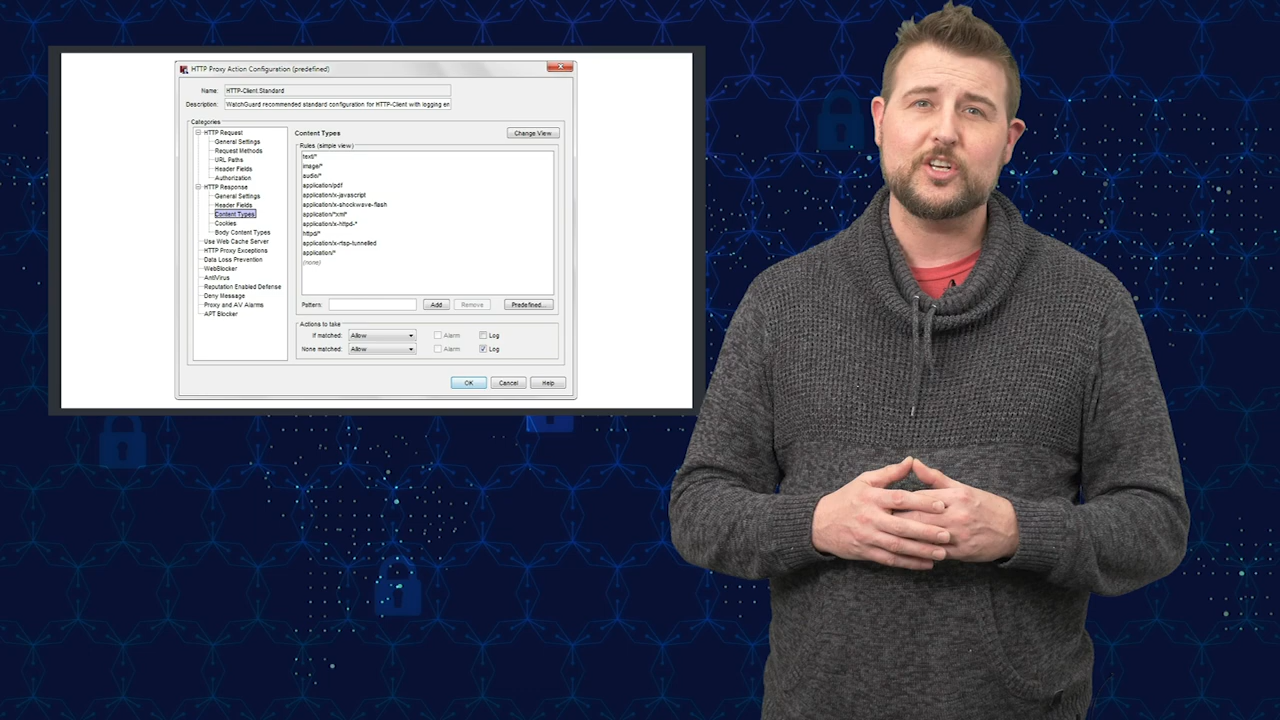 HTTP Proxy Action Configuration (predefined)
Name: HTTP-Client.Standard
Description: WatchGuard recommended standard configuration for HTTP-Client with logging en
Categories
HTTP Request
General Settings
Request Methods
URL Paths
Header Fields
Authorization
HTTP Response
General Settings
Header Fields
Content Types
Cookies
Body Content Types
Use Web Cache Server
HTTP Proxy Exceptions
Data Loss Prevention
WebBlocker
AntiVirus
Reputation Enabled Defense
Deny Message
Proxy and AV Alarms
APT Blocker
Content Types
Change View
Rules (simple view)
text/*
image/*
audio/*
application/pdf
application/x-javascript
application/x-shockwave-flash
application/*xml*
application/x-httpd-*
httpd/*
application/x-rtsp-tunnelled
application/*
(none)
Pattern:
Add
Remove
Predefined...
Actions to take
If matched: Allow Alarm Log
None matched: Allow Alarm Log
OK Cancel Help